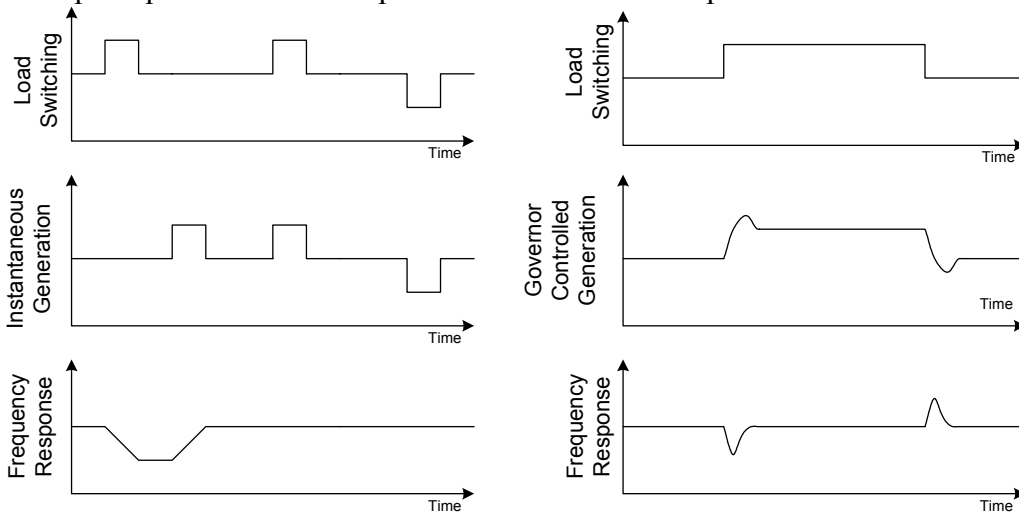 Load
Switching
Time
Load
Switching
Time
Instantaneous
Generation
Time
Governor
Controlled
Generation
Time
Frequency
Response
Time
Frequency
Response
Time